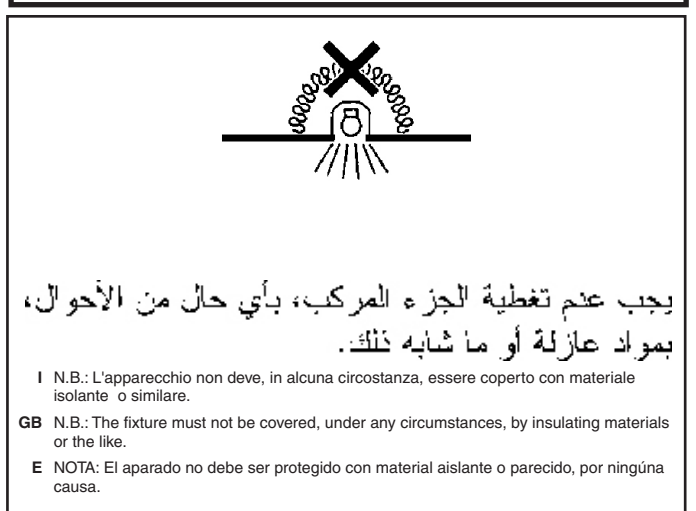 يجب عدم تغطية الجزء المركب، بأي حال من الأحوال،
بمواد عازلة أو ما شابه ذلك.
I N.B.: L'apparecchio non deve, in alcuna circostanza, essere coperto con materiale
isolante o similare.
GB N.B.: The fixture must not be covered, under any circumstances, by insulating materials
or the like.
E NOTA: El aparado no debe ser protegido con material aislante o parecido, por ningúna
causa.